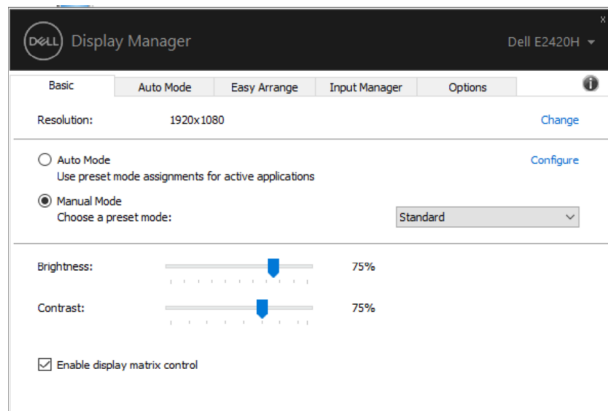 DELL Display Manager
x
Dell E2420H
Basic Auto Mode Easy Arrange Input Manager Options i
Resolution: 1920x1080 Change
Auto Mode Configure
Use preset mode assignments for active applications
Manual Mode
Choose a preset mode: Standard
Brightness: 75%
Contrast: 75%
Enable display matrix control